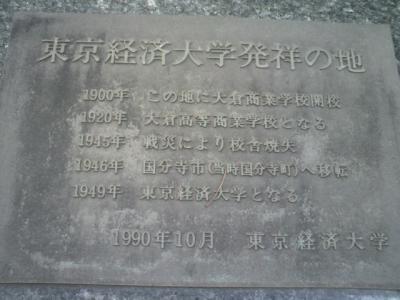 東京経済大学発祥の地
1900年 この地に大倉商業学校開校
1920年 大倉高等商業学校となる
1945年 戦災により校舎焼失
1946年 国分寺市(当時国分寺町)へ移転
1949年 東京経済大学となる
1990年10月 東京経済大学